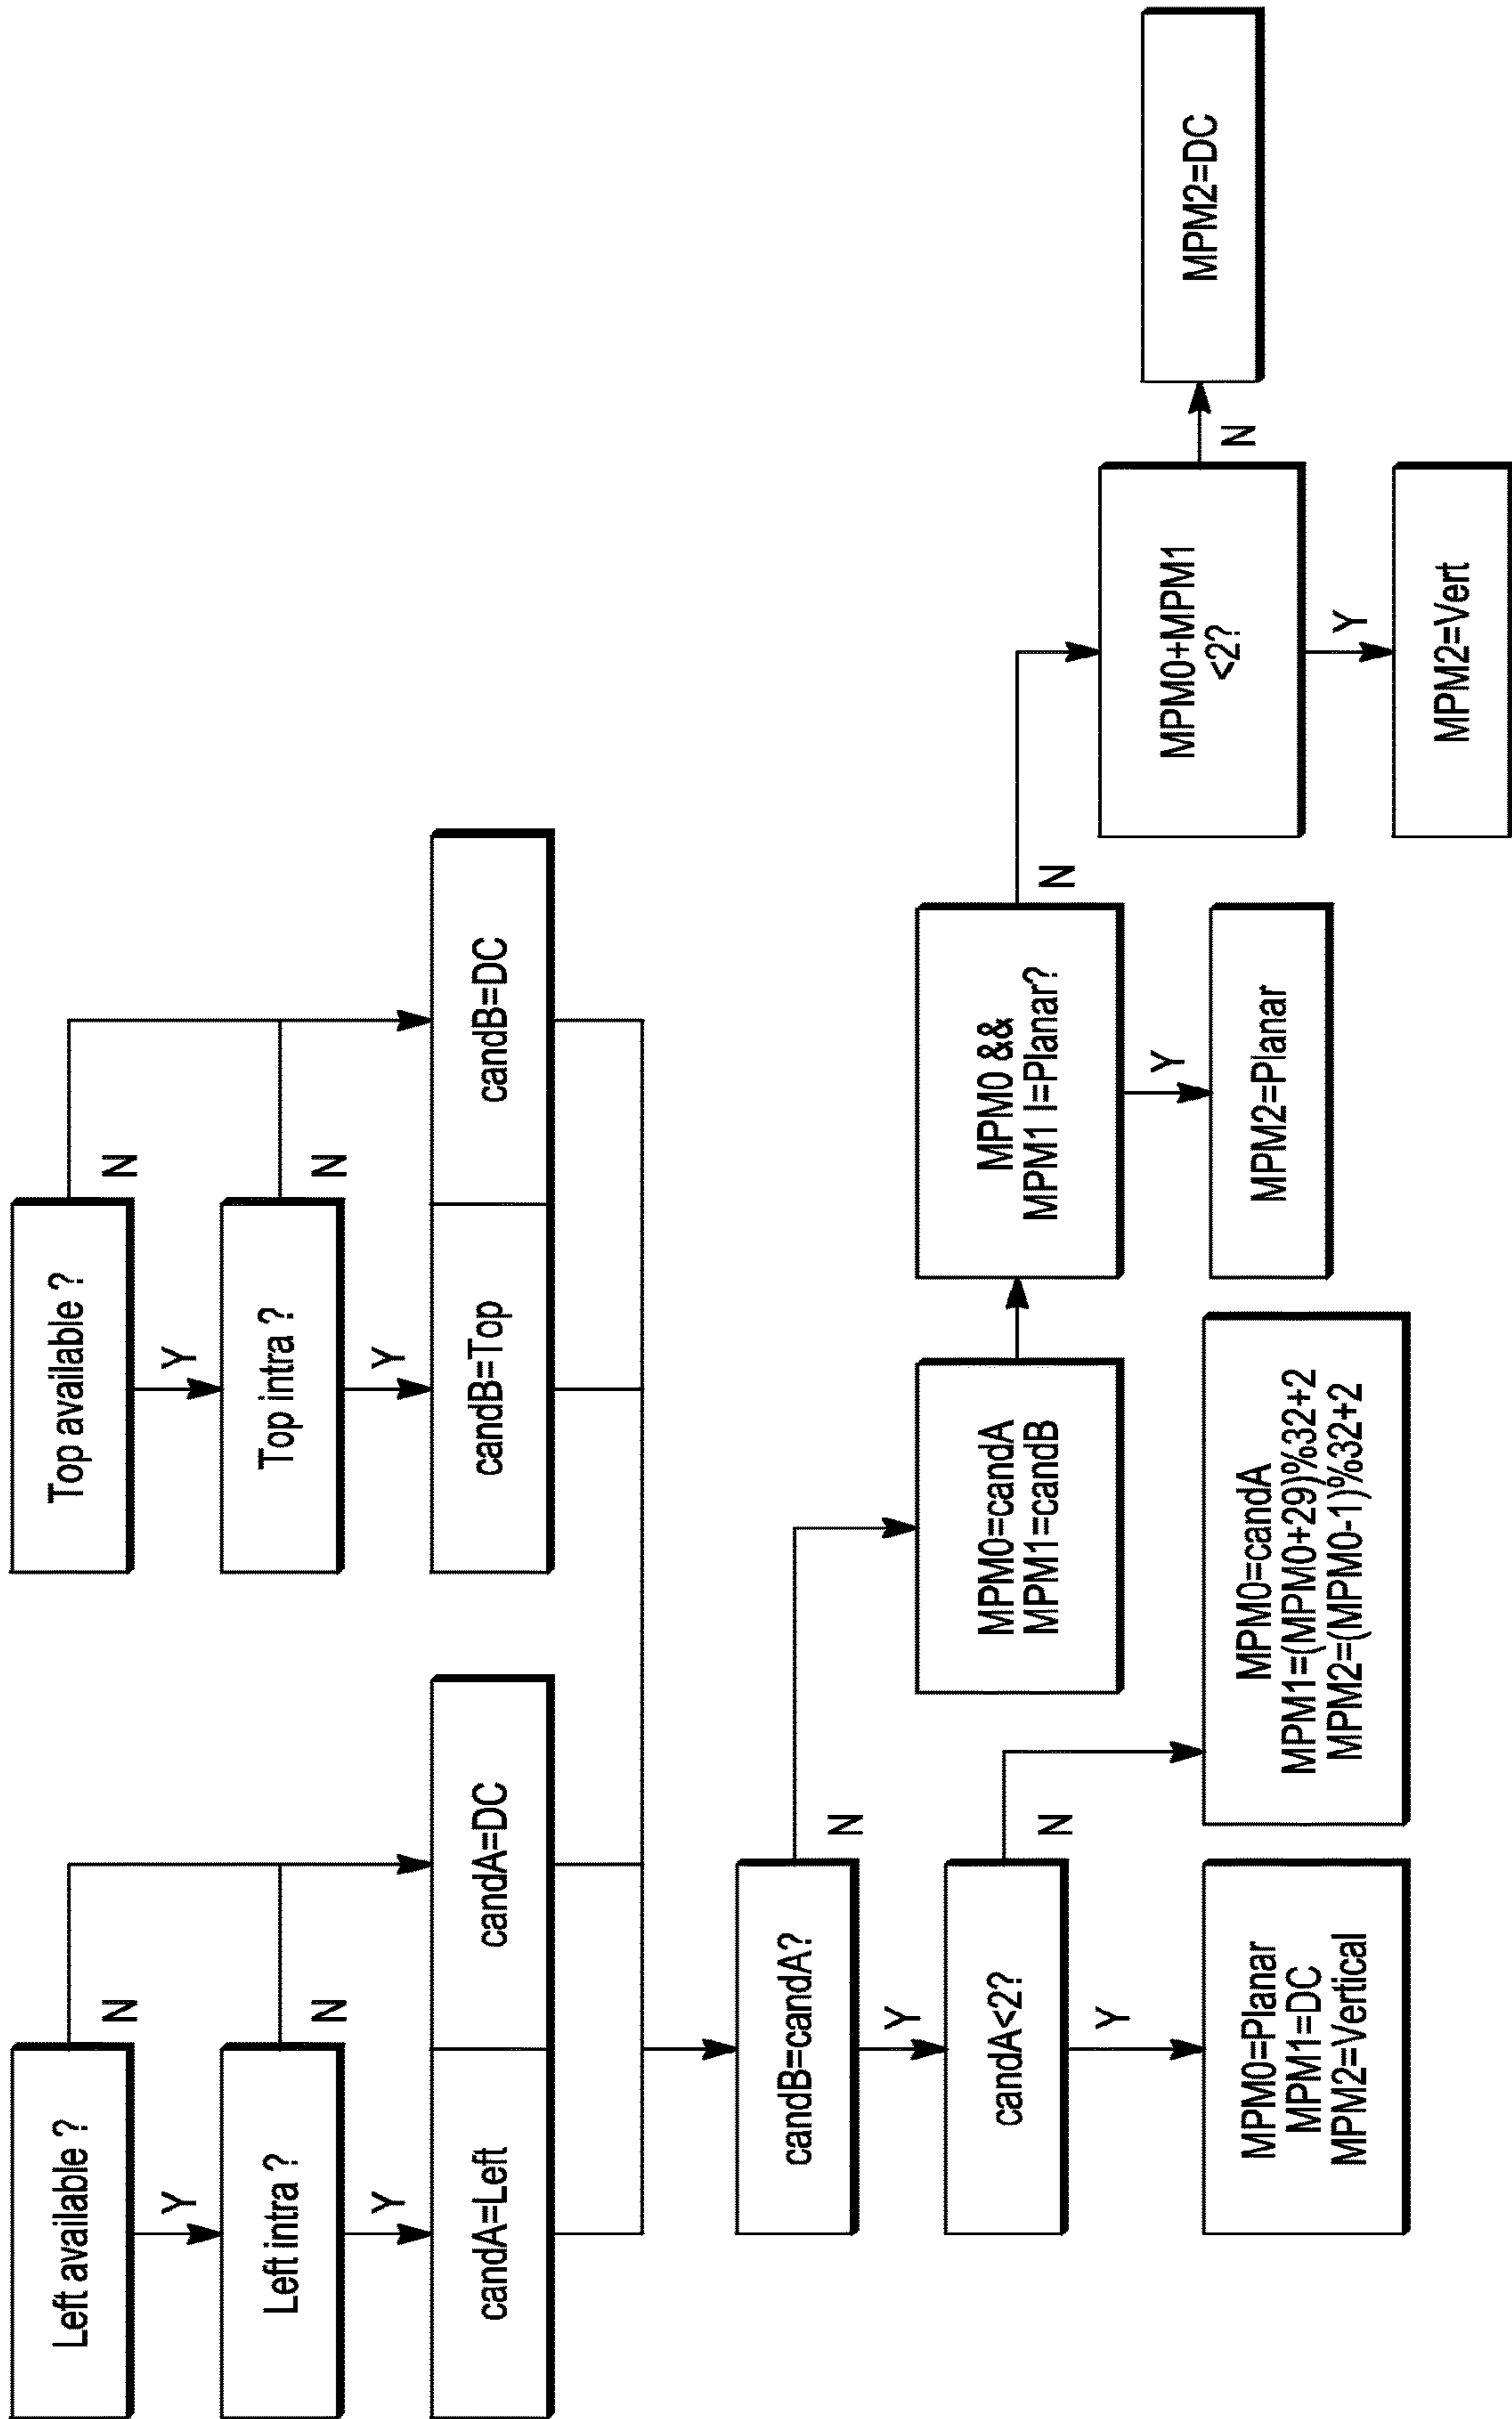 Left available ?
N
Y
Left intra ?
N
Y
candA=Left
candA=DC
Top available ?
N
Y
Top intra ?
N
Y
candB=Top
candB=DC
candB=candA?
N
Y
candA<2?
N
Y
MPM0=Planar
MPM1=DC
MPM2=Vertical
MPM0=candA
MPM1=(MPM0+29)%32+2
MPM2=(MPM0-1)%32+2
MPM0=candA
MPM1=candB
MPM0 &&
MPM1 I=Planar?
N
Y
MPM2=Planar
MPM0+MPM1
<2?
N
Y
MPM2=Vert
MPM2=DC